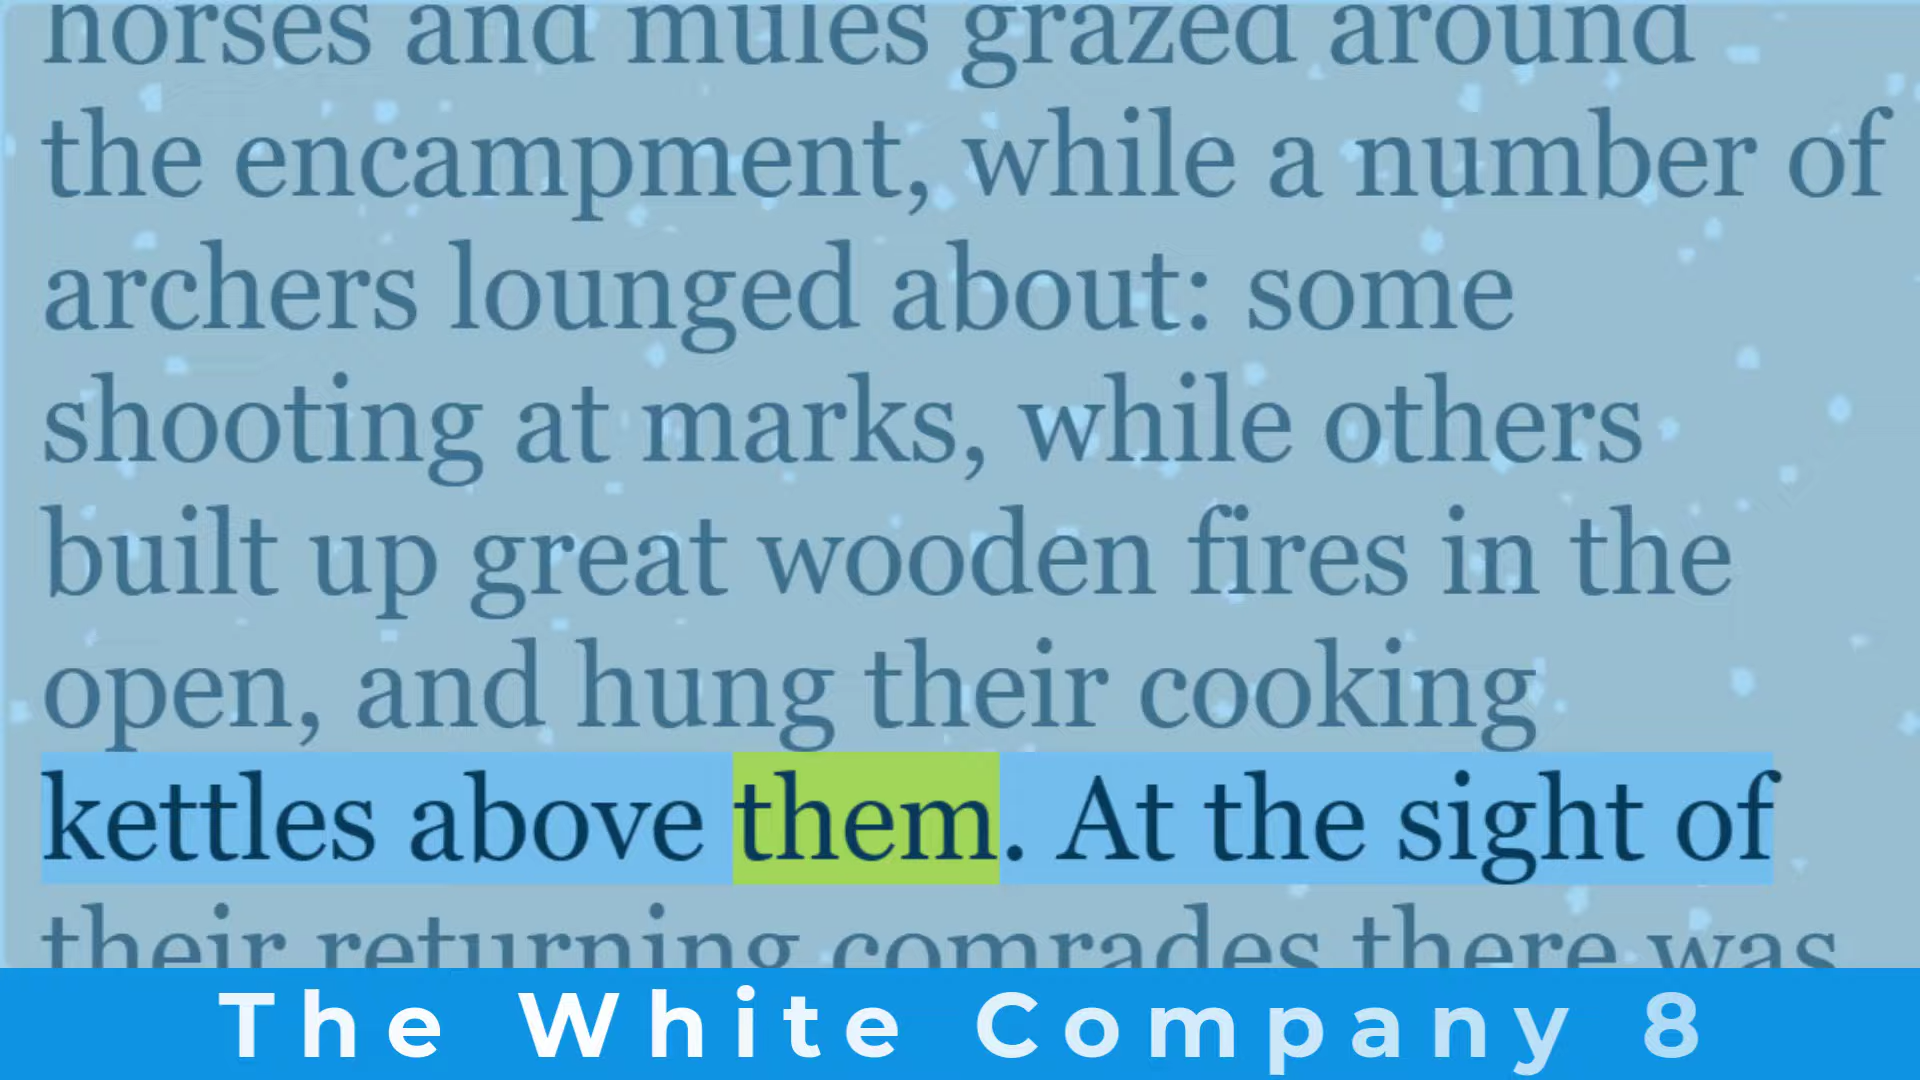 horses and mules grazed around
the encampment, while a number of
archers lounged about: some
shooting at marks, while others
built up great wooden fires in the
open, and hung their cooking
kettles above them. At the sight of
their returning comrades there was
The White Company 8